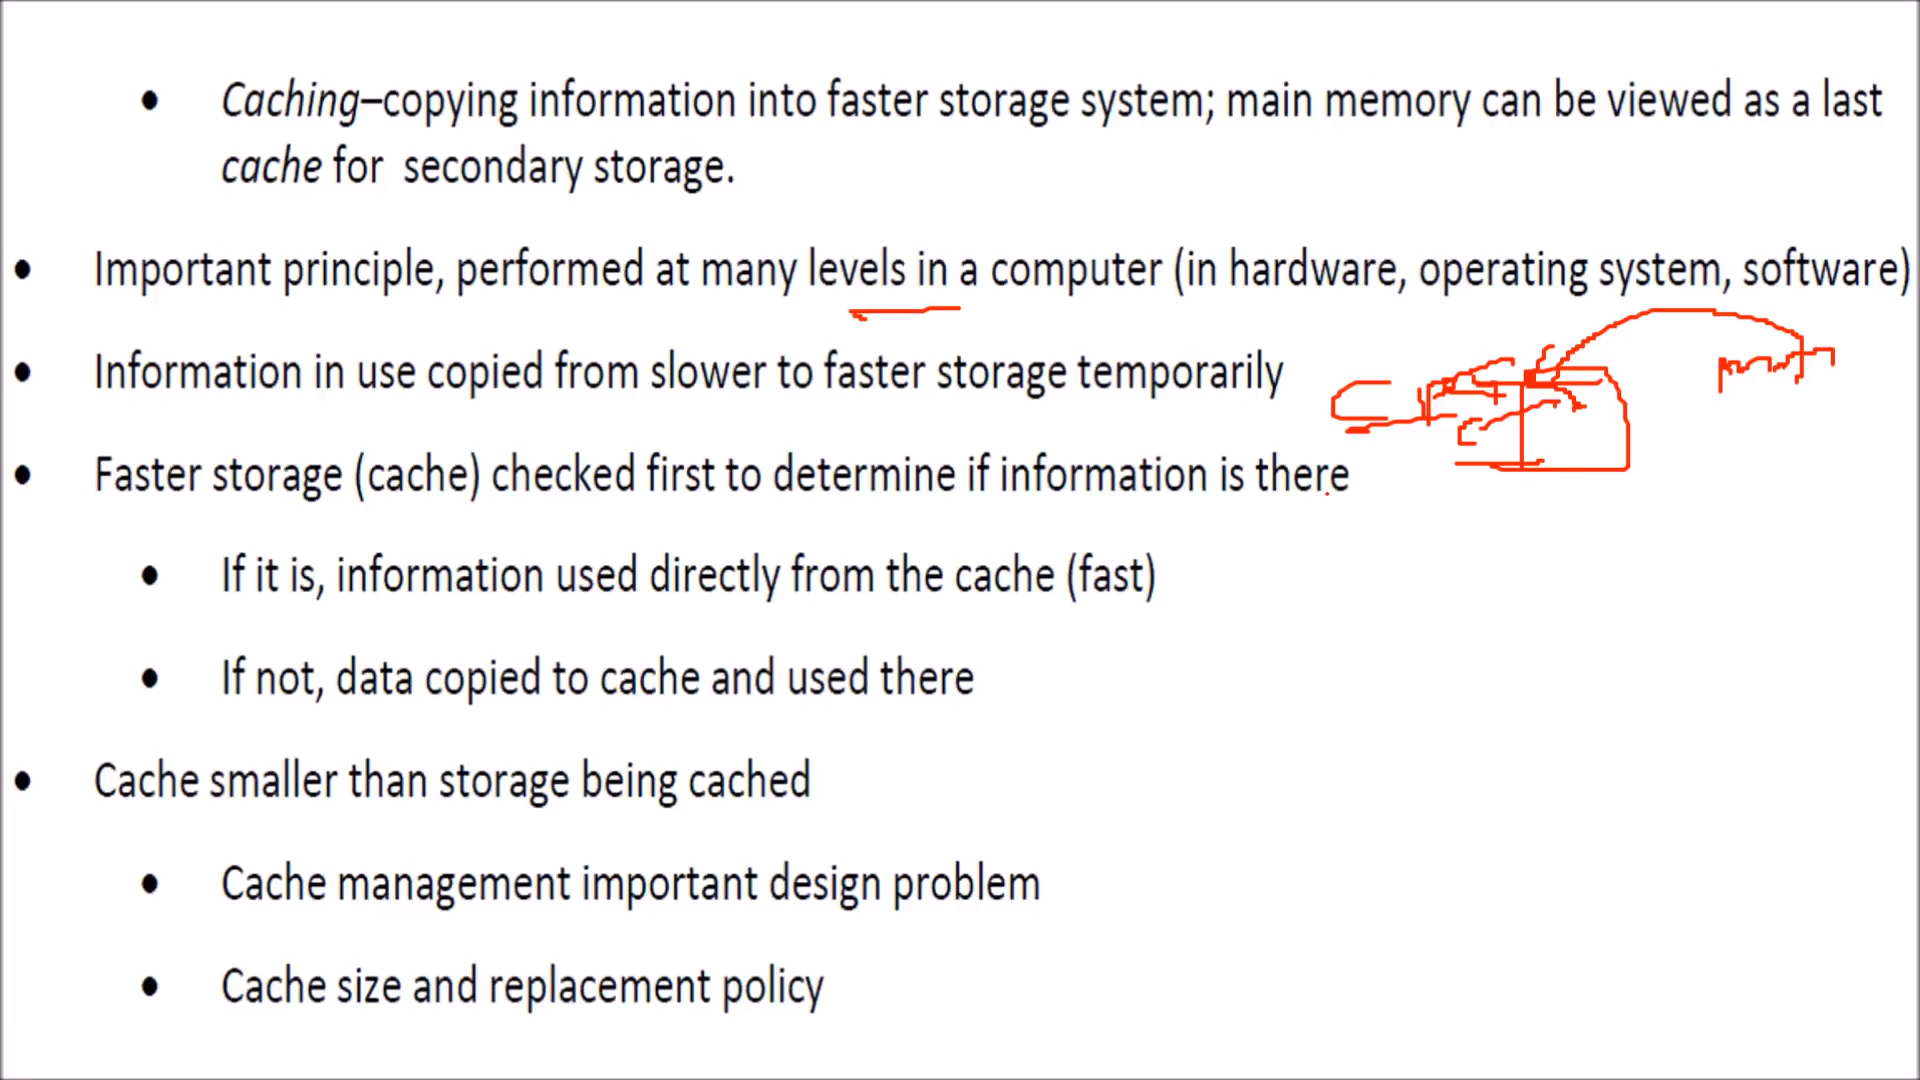 Caching–copying information into faster storage system; main memory can be viewed as a last
cache for secondary storage.
Important principle, performed at many levels in a computer (in hardware, operating system, software)
Information in use copied from slower to faster storage temporarily
Faster storage (cache) checked first to determine if information is there
If it is, information used directly from the cache (fast)
If not, data copied to cache and used there
Cache smaller than storage being cached
Cache management important design problem
Cache size and replacement policy